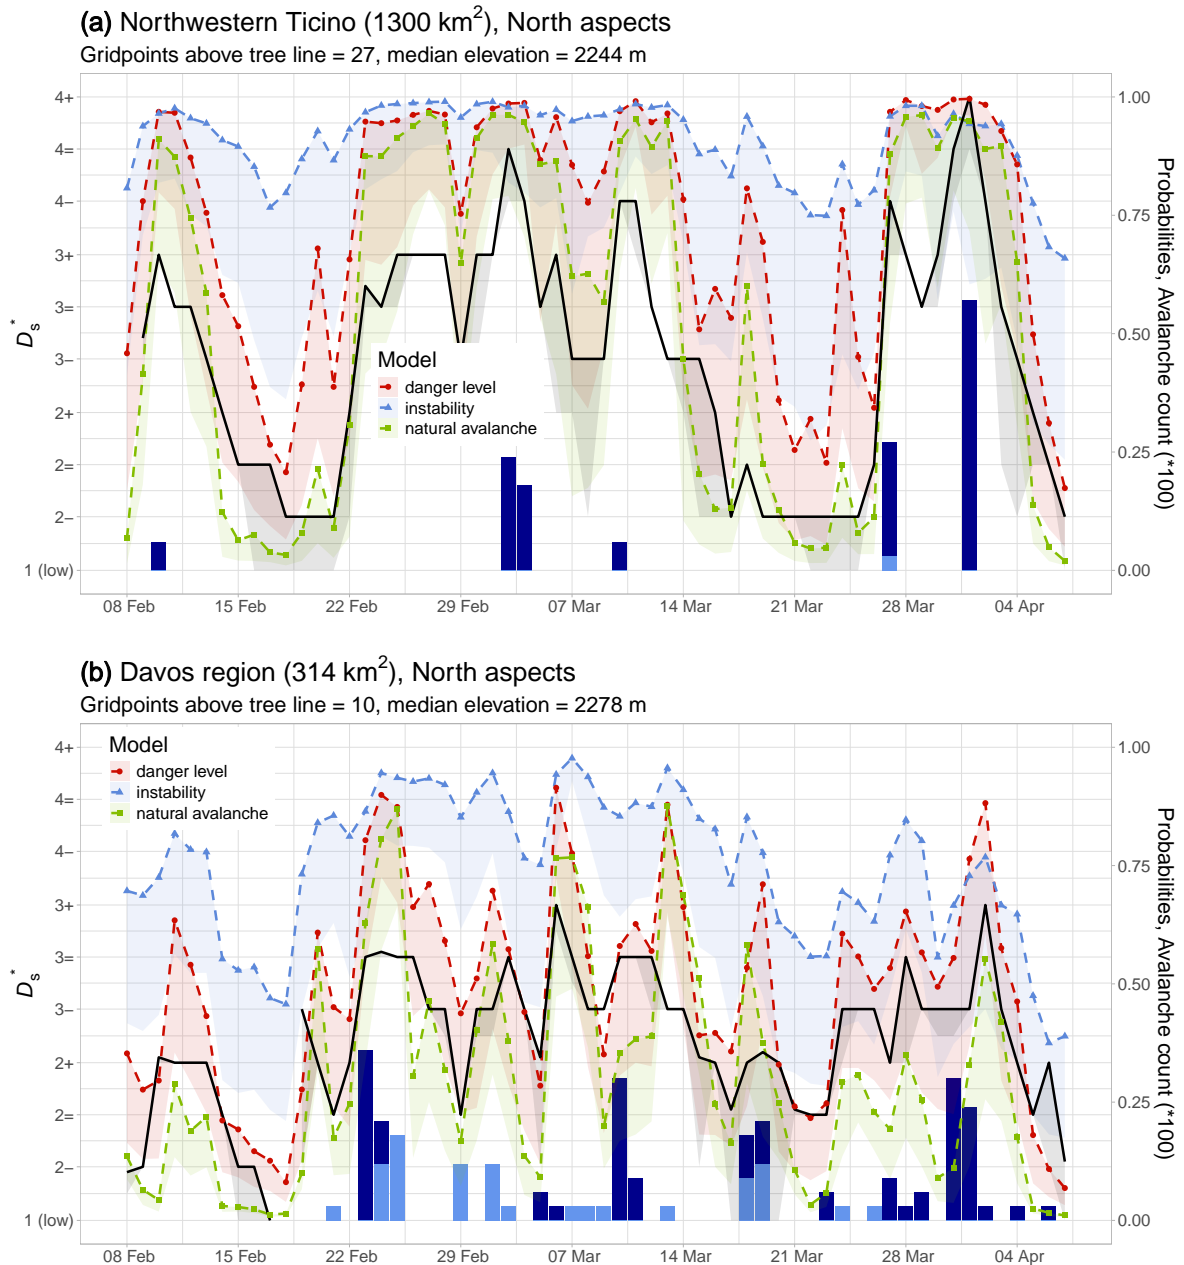 (a) Northwestern Ticino (1300 km²), North aspects
Gridpoints above tree line = 27, median elevation = 2244 m
4+
4=
4−
3+
3=
3−
2+
2=
2−
1 (low)
Dₛ*
1.00
0.75
0.50
0.25
0.00
Probabilities, Avalanche count (*100)
Model
danger level
instability
natural avalanche
08 Feb 15 Feb 22 Feb 29 Feb 07 Mar 14 Mar 21 Mar 28 Mar 04 Apr
(b) Davos region (314 km²), North aspects
Gridpoints above tree line = 10, median elevation = 2278 m
Model
danger level
instability
natural avalanche
4+
4=
4−
3+
3=
3−
2+
2=
2−
1 (low)
Dₛ*
1.00
0.75
0.50
0.25
0.00
Probabilities, Avalanche count (*100)
08 Feb 15 Feb 22 Feb 29 Feb 07 Mar 14 Mar 21 Mar 28 Mar 04 Apr